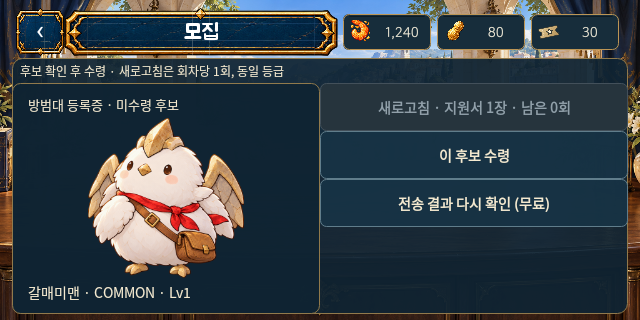 ‹ 모집 1,240 80 30
후보 확인 후 수령 · 새로고침은 회차당 1회, 동일 등급
방범대 등록증 · 미수령 후보
새로고침 · 지원서 1장 · 남은 0회
이 후보 수령
전송 결과 다시 확인 (무료)
갈매미맨 · COMMON · Lv1